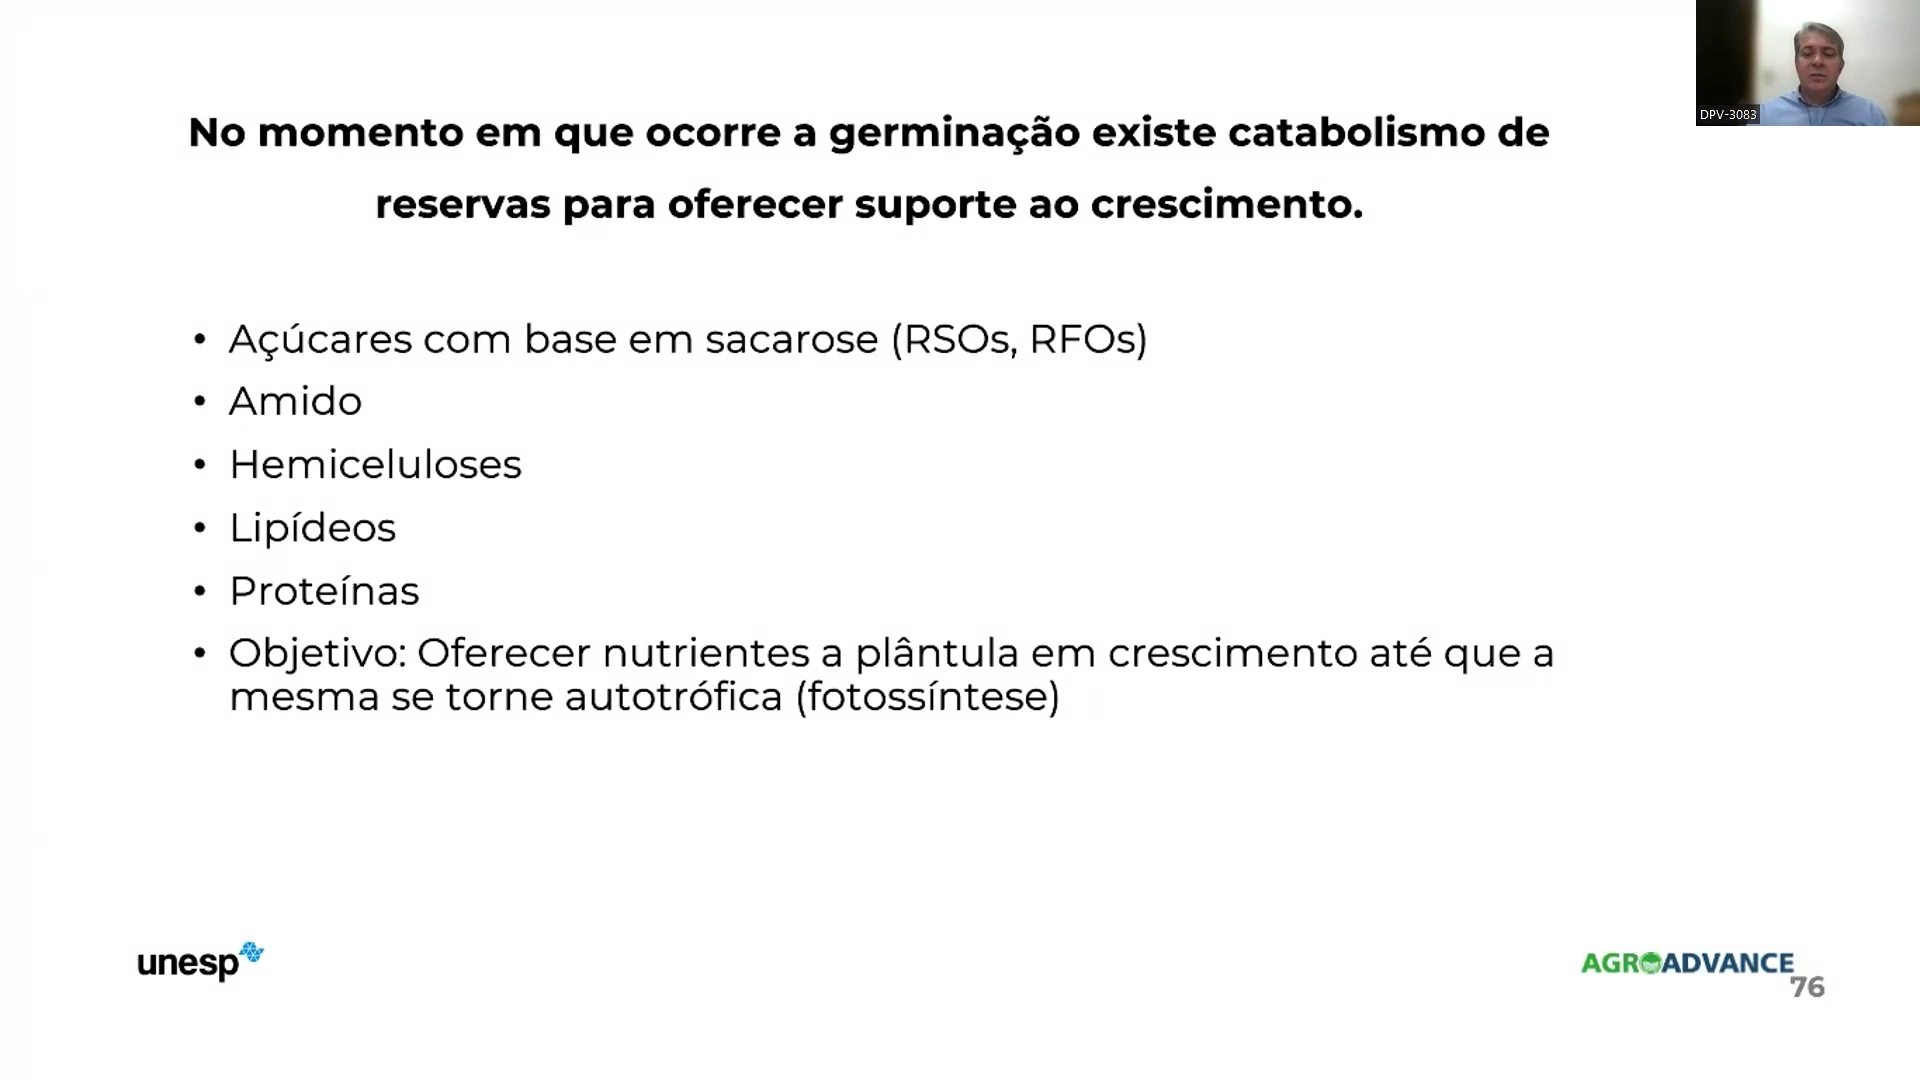 No momento em que ocorre a germinação existe catabolismo de
reservas para oferecer suporte ao crescimento.
• Açúcares com base em sacarose (RSOs, RFOs)
• Amido
• Hemiceluloses
• Lipídeos
• Proteínas
• Objetivo: Oferecer nutrientes a plântula em crescimento até que a
mesma se torne autotrófica (fotossíntese)
DPV-3083
unesp
AGROADVANCE
76